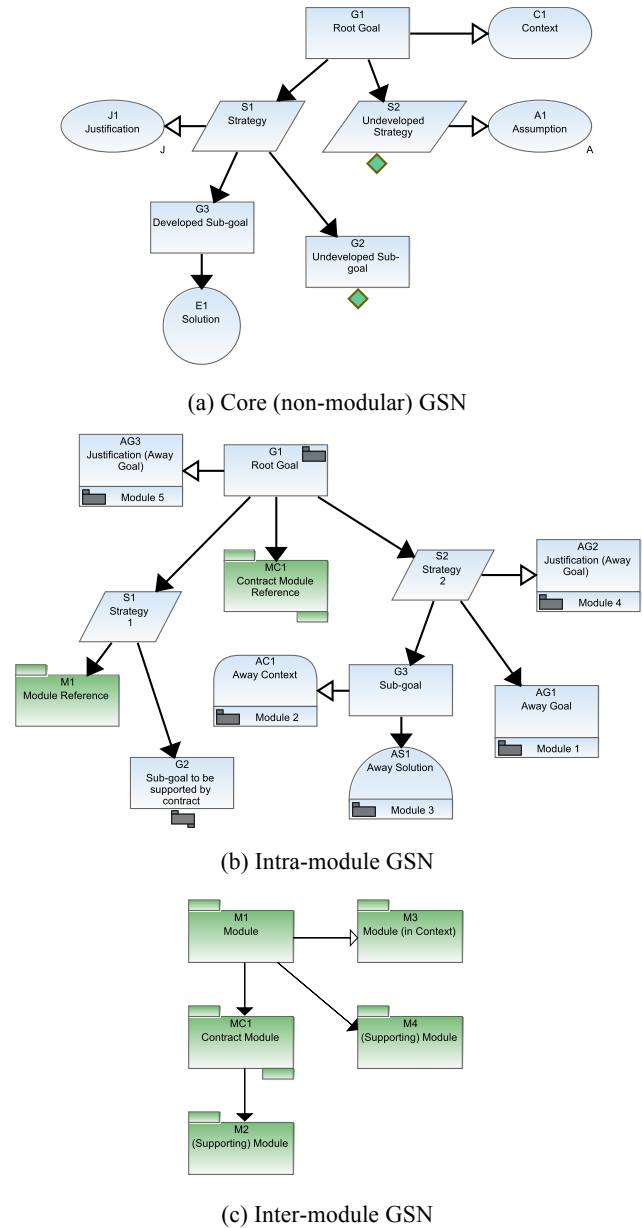 G1
Root Goal
C1
Context
J1
Justification
J
S1
Strategy
S2
Undeveloped
Strategy
A1
Assumption
A
G3
Developed Sub-goal
G2
Undeveloped Sub-
goal
E1
Solution
(a) Core (non-modular) GSN
AG3
Justification (Away
Goal)
Module 5
G1
Root Goal
MC1
Contract Module
Reference
S2
Strategy
2
AG2
Justification (Away
Goal)
Module 4
S1
Strategy
1
M1
Module Reference
AC1
Away Context
Module 2
G3
Sub-goal
AG1
Away Goal
Module 1
G2
Sub-goal to be
supported by
contract
AS1
Away Solution
Module 3
(b) Intra-module GSN
M1
Module
M3
Module (in Context)
MC1
Contract Module
M4
(Supporting) Module
M2
(Supporting) Module
(c) Inter-module GSN